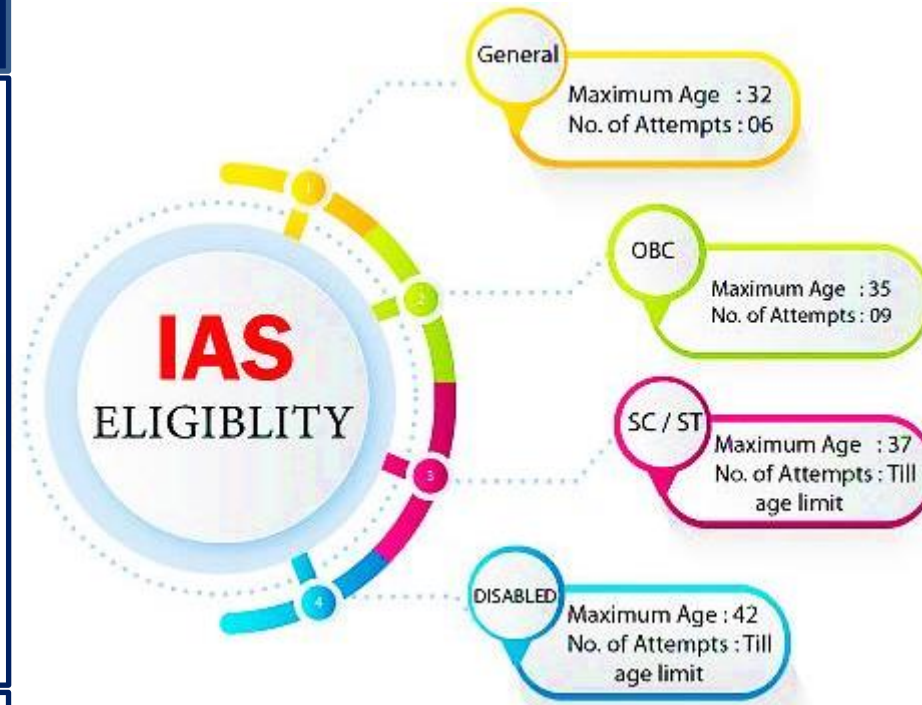 General
Maximum Age : 32
No. of Attempts : 06
1
OBC
Maximum Age : 35
No. of Attempts : 09
2
IAS
ELIGIBLITY
SC / ST
Maximum Age : 37
No. of Attempts : Till
age limit
3
DISABLED
Maximum Age : 42
No. of Attempts : Till
age limit
4